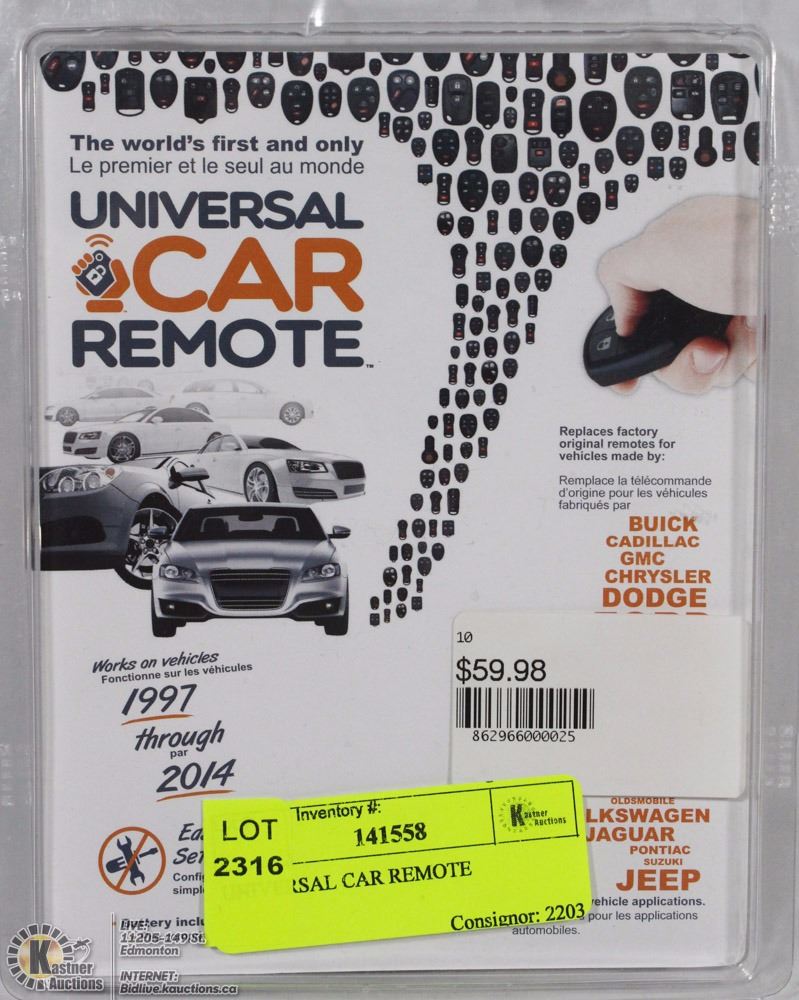 The world's first and only
Le premier et le seul au monde
UNIVERSAL
CAR
REMOTE™
Replaces factory
original remotes for
vehicles made by:
Remplace la télécommande
d'origine pour les véhicules
fabriqués par
BUICK
CADILLAC
GMC
CHRYSLER
DODGE
Works on vehicles
Fonctionne sur les véhicules
1997
through
par
2014
10
$59.98
862966000025
OLDSMOBILE
LKSWAGEN
JAGUAR
PONTIAC
SUZUKI
JEEP
vehicle applications.
pour les applications
automobiles.
LOT
2316
Inventory #:
141558
Kastner
Auctions
RSAL CAR REMOTE
Consignor: 2203
Kastner
Auctions
LIVE:
11205-149 St.
Edmonton
INTERNET:
Bidlive.kauctions.ca